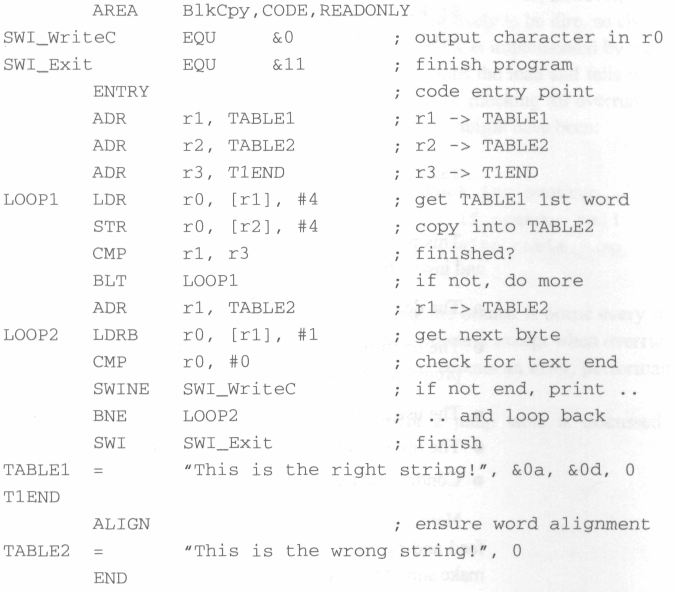 AREA BlkCpy,CODE,READONLY
SWI_WriteC EQU &0 ; output character in r0
SWI_Exit EQU &11 ; finish program
ENTRY ; code entry point
ADR r1, TABLE1 ; r1 -> TABLE1
ADR r2, TABLE2 ; r2 -> TABLE2
ADR r3, T1END ; r3 -> T1END
LOOP1 LDR r0, [r1], #4 ; get TABLE1 1st word
STR r0, [r2], #4 ; copy into TABLE2
CMP r1, r3 ; finished?
BLT LOOP1 ; if not, do more
ADR r1, TABLE2 ; r1 -> TABLE2
LOOP2 LDRB r0, [r1], #1 ; get next byte
CMP r0, #0 ; check for text end
SWINE SWI_WriteC ; if not end, print ..
BNE LOOP2 ; .. and loop back
SWI SWI_Exit ; finish
TABLE1 = "This is the right string!", &0a, &0d, 0
T1END
ALIGN ; ensure word alignment
TABLE2 = "This is the wrong string!", 0
END